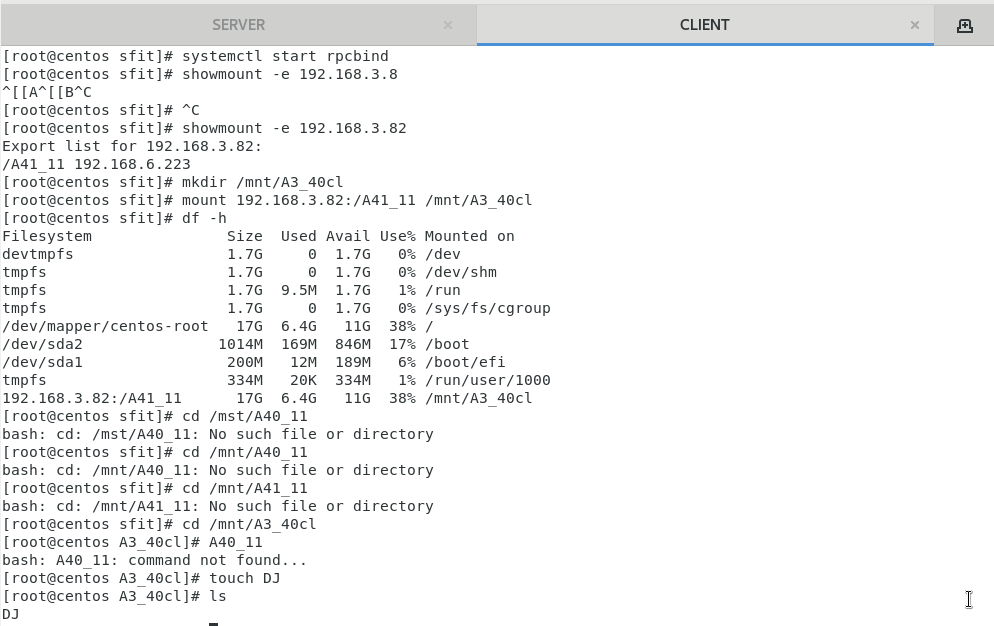 SERVER × CLIENT ×
[root@centos sfit]# systemctl start rpcbind
[root@centos sfit]# showmount -e 192.168.3.8
^[[A^[[B^C
[root@centos sfit]# ^C
[root@centos sfit]# showmount -e 192.168.3.82
Export list for 192.168.3.82:
/A41_11 192.168.6.223
[root@centos sfit]# mkdir /mnt/A3_40cl
[root@centos sfit]# mount 192.168.3.82:/A41_11 /mnt/A3_40cl
[root@centos sfit]# df -h
Filesystem               Size  Used Avail Use% Mounted on
devtmpfs                 1.7G     0  1.7G   0% /dev
tmpfs                    1.7G     0  1.7G   0% /dev/shm
tmpfs                    1.7G  9.5M  1.7G   1% /run
tmpfs                    1.7G     0  1.7G   0% /sys/fs/cgroup
/dev/mapper/centos-root   17G  6.4G   11G  38% /
/dev/sda2               1014M  169M  846M  17% /boot
/dev/sda1                200M   12M  189M   6% /boot/efi
tmpfs                    334M   20K  334M   1% /run/user/1000
192.168.3.82:/A41_11      17G  6.4G   11G  38% /mnt/A3_40cl
[root@centos sfit]# cd /mst/A40_11
bash: cd: /mst/A40_11: No such file or directory
[root@centos sfit]# cd /mnt/A40_11
bash: cd: /mnt/A40_11: No such file or directory
[root@centos sfit]# cd /mnt/A41_11
bash: cd: /mnt/A41_11: No such file or directory
[root@centos sfit]# cd /mnt/A3_40cl
[root@centos A3_40cl]# A40_11
bash: A40_11: command not found...
[root@centos A3_40cl]# touch DJ
[root@centos A3_40cl]# ls
DJ